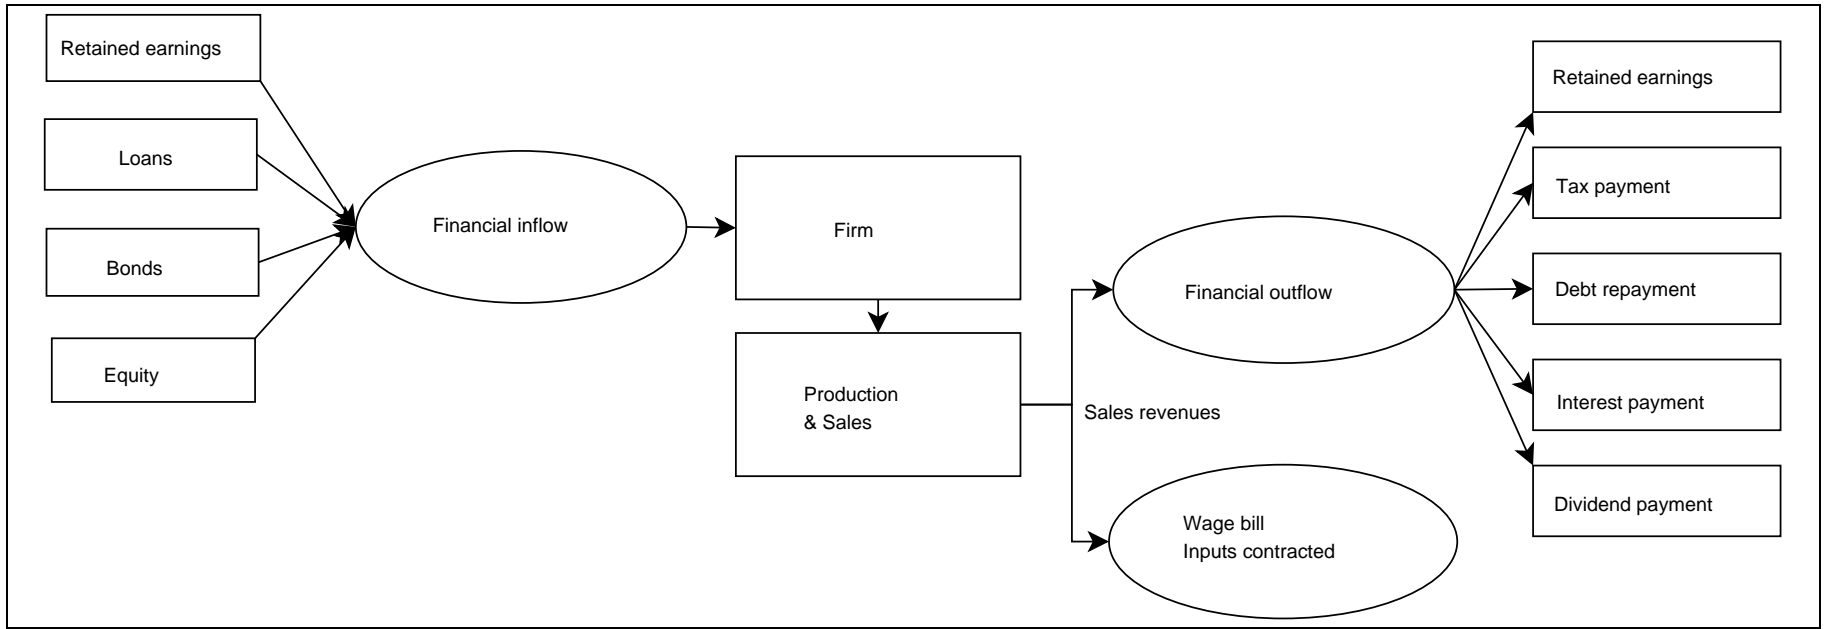 Retained earnings
Loans
Bonds
Equity
Financial inflow
Firm
Production
& Sales
Sales revenues
Financial outflow
Wage bill
Inputs contracted
Retained earnings
Tax payment
Debt repayment
Interest payment
Dividend payment